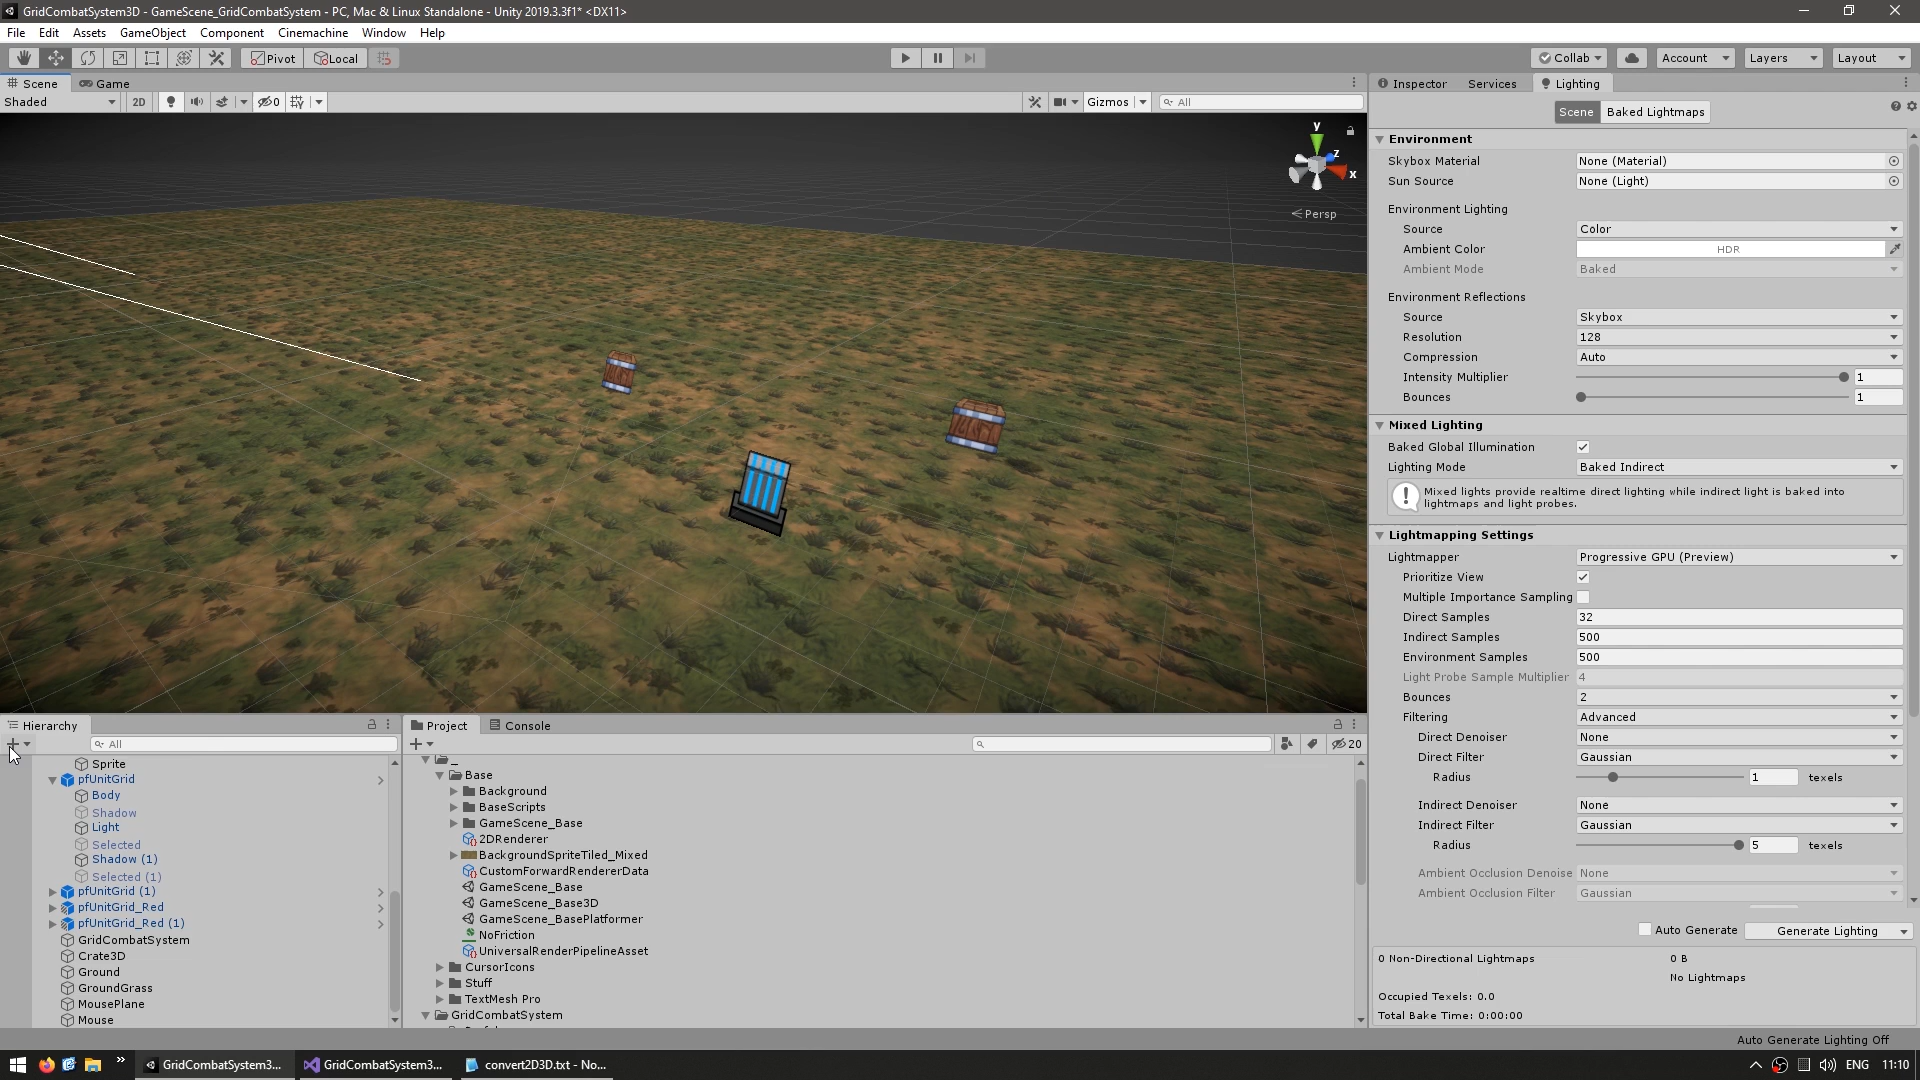 GridCombatSystem3D - GameScene_GridCombatSystem - PC, Mac & Linux Standalone - Unity 2019.3.3f1* <DX11>
File Edit Assets GameObject Component Cinemachine Window Help
Pivot Local Collab Account Layers Layout
Scene Game
Shaded 2D 0 Gizmos All
y
z
x
Persp
Inspector Services Lighting
Scene Baked Lightmaps
Environment
Skybox Material None (Material)
Sun Source None (Light)
Environment Lighting
Source Color
Ambient Color HDR
Ambient Mode Baked
Environment Reflections
Source Skybox
Resolution 128
Compression Auto
Intensity Multiplier 1
Bounces 1
Mixed Lighting
Baked Global Illumination
Lighting Mode Baked Indirect
Mixed lights provide realtime direct lighting while indirect light is baked into
lightmaps and light probes.
Lightmapping Settings
Lightmapper Progressive GPU (Preview)
Prioritize View
Multiple Importance Sampling
Direct Samples 32
Indirect Samples 500
Environment Samples 500
Light Probe Sample Multiplier 4
Bounces 2
Filtering Advanced
Direct Denoiser None
Direct Filter Gaussian
Radius 1 texels
Indirect Denoiser None
Indirect Filter Gaussian
Radius 5 texels
Ambient Occlusion Denoise None
Ambient Occlusion Filter Gaussian
Auto Generate Generate Lighting
0 Non-Directional Lightmaps 0 B
No Lightmaps
Occupied Texels: 0.0
Total Bake Time: 0:00:00
Hierarchy
All
Sprite
pfUnitGrid
Body
Shadow
Light
Selected
Shadow (1)
Selected (1)
pfUnitGrid (1)
pfUnitGrid_Red
pfUnitGrid_Red (1)
GridCombatSystem
Crate3D
Ground
GroundGrass
MousePlane
Mouse
Project Console
20
_
Base
Background
BaseScripts
GameScene_Base
2DRenderer
BackgroundSpriteTiled_Mixed
CustomForwardRendererData
GameScene_Base
GameScene_Base3D
GameScene_BasePlatformer
NoFriction
UniversalRenderPipelineAsset
CursorIcons
Stuff
TextMesh Pro
GridCombatSystem
Auto Generate Lighting Off
GridCombatSystem3... GridCombatSystem3... convert2D3D.txt - No... ENG 11:10